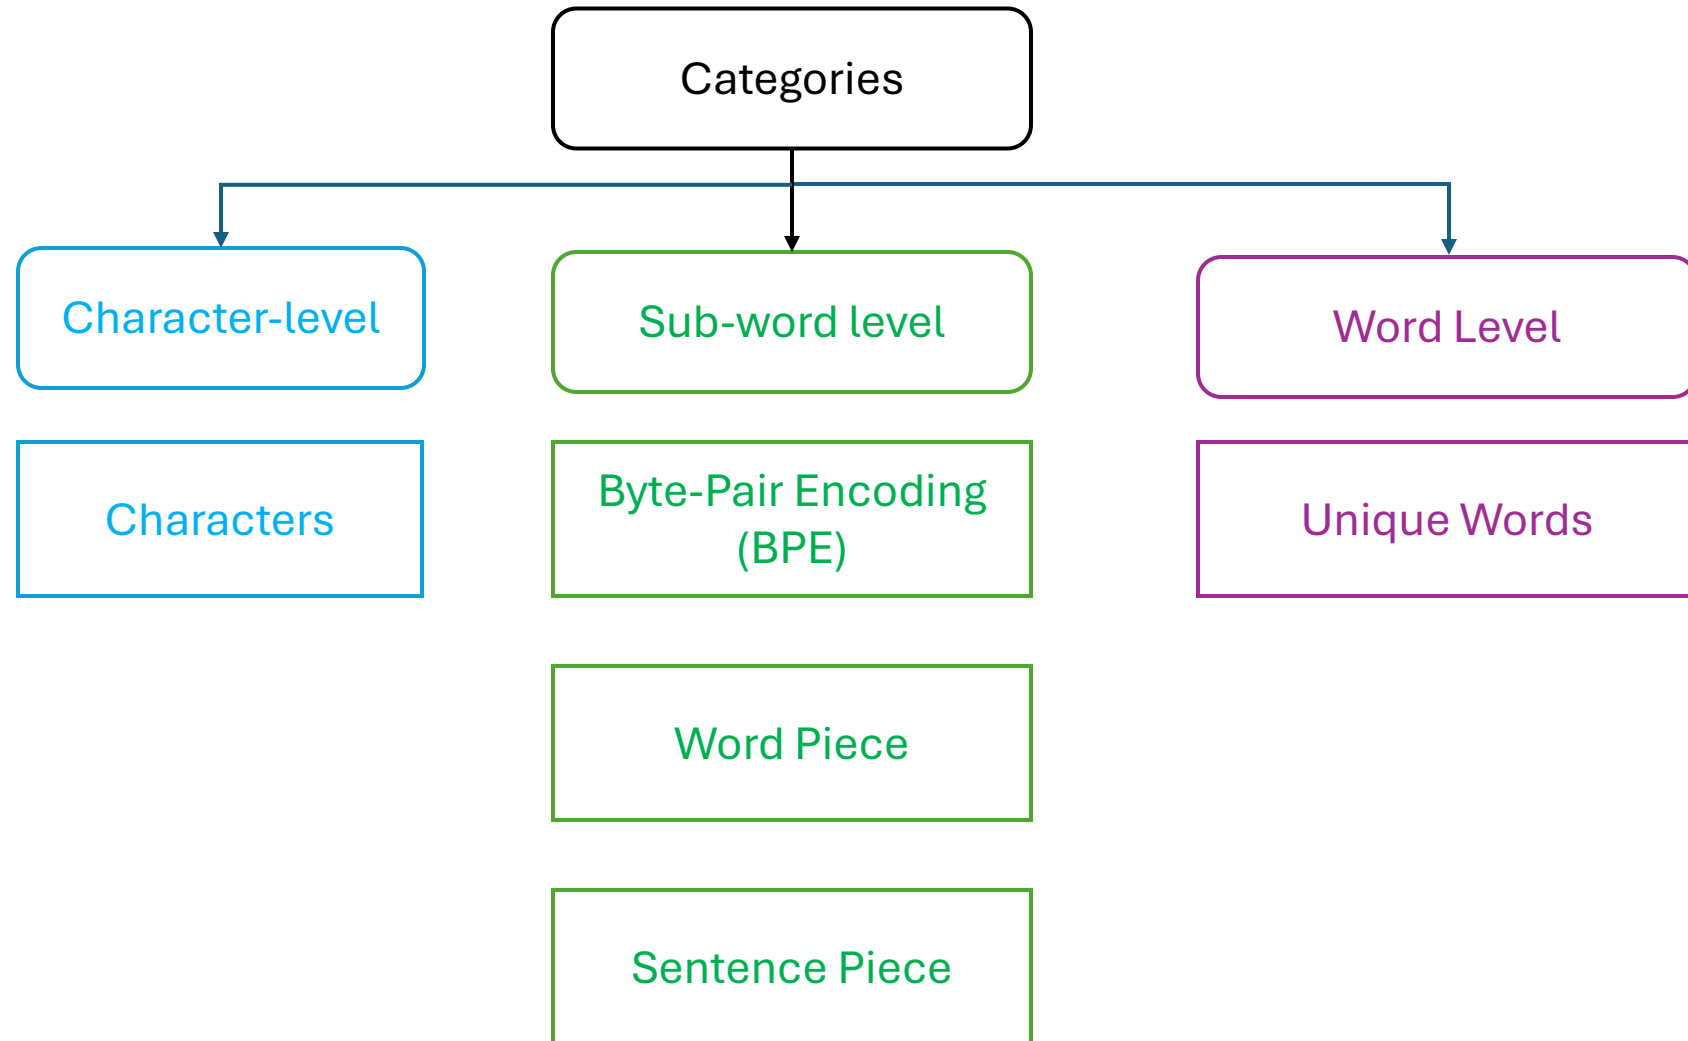 Categories
Character-level
Sub-word level
Word Level
Characters
Byte-Pair Encoding
(BPE)
Unique Words
Word Piece
Sentence Piece